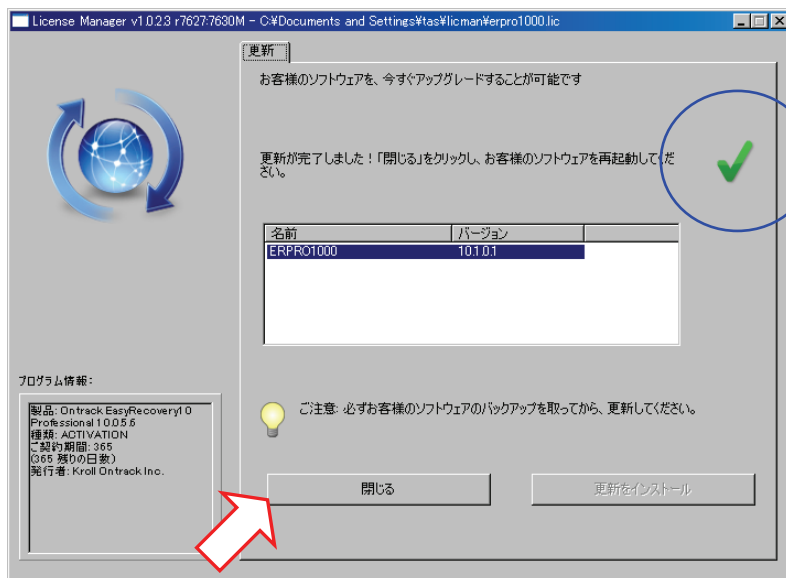 License Manager v1.0.2.3 r7627:7630M - C:¥Documents and Settings¥tas¥licman¥erpro1000.lic
更新
お客様のソフトウェアを、今すぐアップグレードすることが可能です
更新が完了しました！「閉じる」をクリックし、お客様のソフトウェアを再起動してくだ
さい。
名前 バージョン
ERPRO1000 10.1.0.1
プログラム情報:
製品: Ontrack EasyRecovery10
Professional 10.0.5.6
種類: ACTIVATION
ご契約期間: 365
(365 残りの日数)
発行者: Kroll Ontrack Inc.
ご注意: 必ずお客様のソフトウェアのバックアップを取ってから、更新してください。
閉じる 更新をインストール